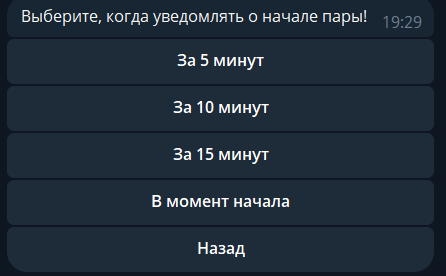 Выберите, когда уведомлять о начале пары!
19:29
За 5 минут
За 10 минут
За 15 минут
В момент начала
Назад